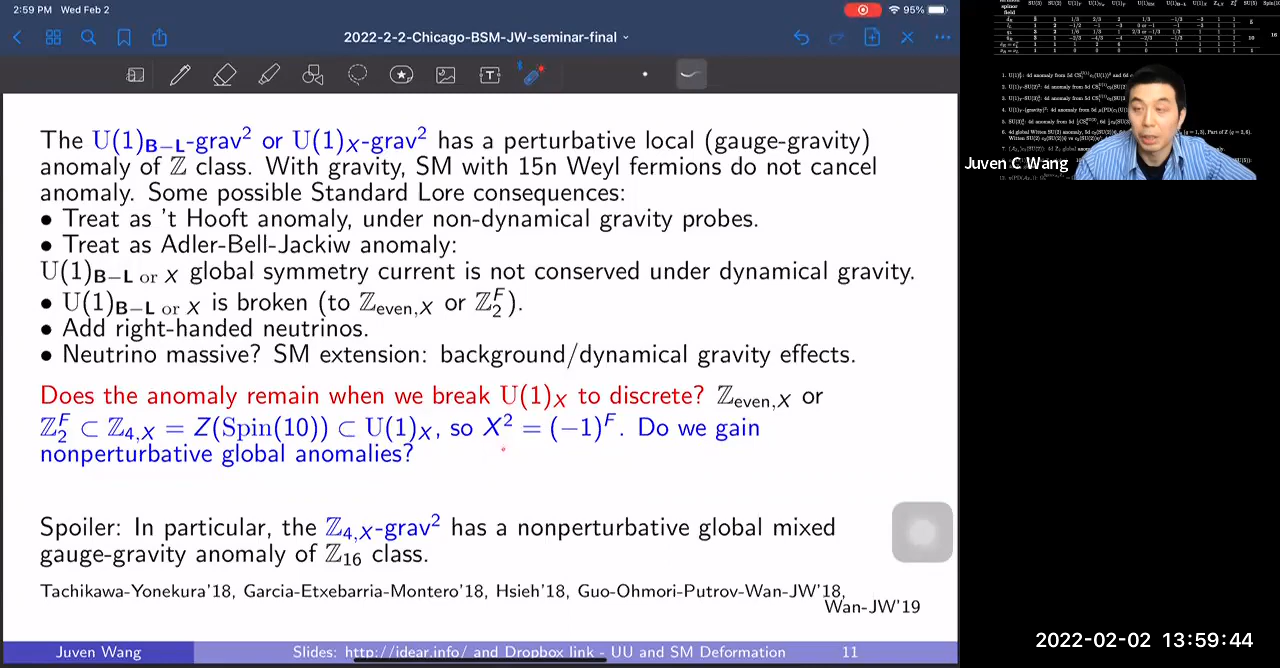 2:59 PM Wed Feb 2
95%
2022-2-2-Chicago-BSM-JW-seminar-final
The U(1)B−L-grav² or U(1)X-grav² has a perturbative local (gauge-gravity)
anomaly of ℤ class. With gravity, SM with 15n Weyl fermions do not cancel
anomaly. Some possible Standard Lore consequences:
• Treat as 't Hooft anomaly, under non-dynamical gravity probes.
• Treat as Adler-Bell-Jackiw anomaly:
U(1)B−L or X global symmetry current is not conserved under dynamical gravity.
• U(1)B−L or X is broken (to ℤeven,X or ℤ₂ᶠ).
• Add right-handed neutrinos.
• Neutrino massive? SM extension: background/dynamical gravity effects.
Does the anomaly remain when we break U(1)X to discrete? ℤeven,X or
ℤ₂ᶠ ⊂ ℤ4,X = Z(Spin(10)) ⊂ U(1)X, so X² = (−1)ᶠ. Do we gain
nonperturbative global anomalies?
Spoiler: In particular, the ℤ4,X-grav² has a nonperturbative global mixed
gauge-gravity anomaly of ℤ16 class.
Tachikawa-Yonekura'18, Garcia-Etxebarria-Montero'18, Hsieh'18, Guo-Ohmori-Putrov-Wan-JW'18,
Wan-JW'19
Juven Wang
Slides: http://idear.info/ and Dropbox link - UU and SM Deformation
11
Juven C Wang
2022-02-02 13:59:44